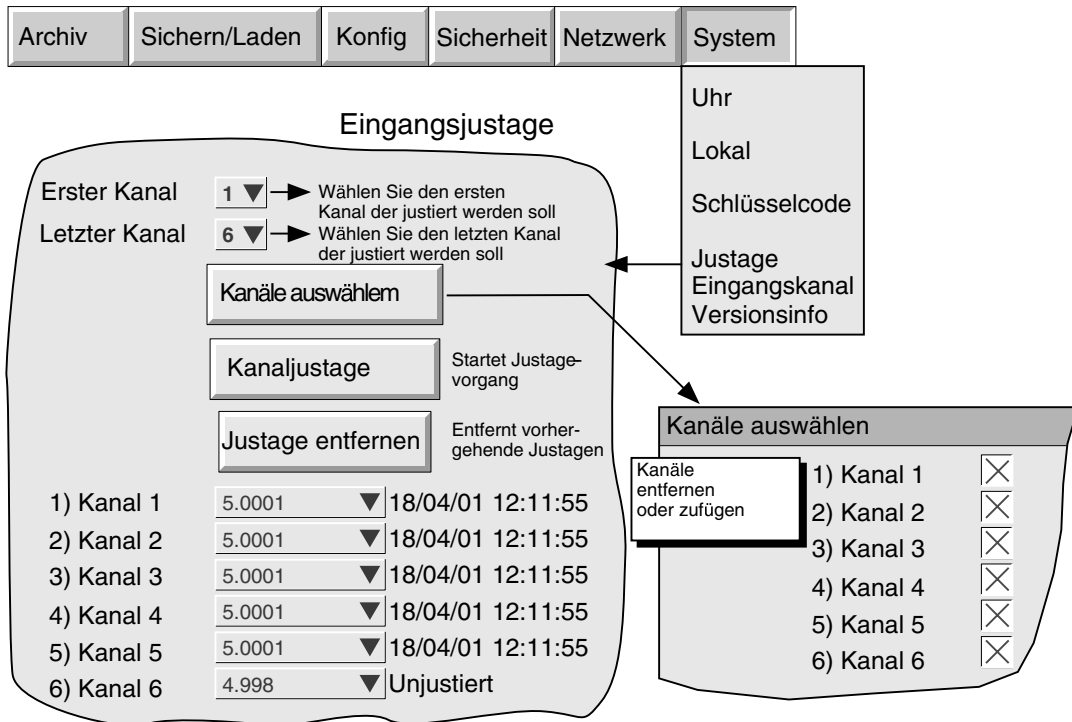 Archiv Sichern/Laden Konfig Sicherheit Netzwerk System
Uhr
Lokal
Schlüsselcode
Justage
Eingangskanal
Versionsinfo
Eingangsjustage
Erster Kanal 1 Wählen Sie den ersten
Kanal der justiert werden soll
Letzter Kanal 6 Wählen Sie den letzten Kanal
der justiert werden soll
Kanäle auswählem
Kanaljustage
Startet Justage-
vorgang
Justage entfernen
Entfernt vorher-
gehende Justagen
1) Kanal 1 5.0001 18/04/01 12:11:55
2) Kanal 2 5.0001 18/04/01 12:11:55
3) Kanal 3 5.0001 18/04/01 12:11:55
4) Kanal 4 5.0001 18/04/01 12:11:55
5) Kanal 5 5.0001 18/04/01 12:11:55
6) Kanal 6 4.998 Unjustiert
Kanäle auswählen
Kanäle
entfernen
oder zufügen
1) Kanal 1
2) Kanal 2
3) Kanal 3
4) Kanal 4
5) Kanal 5
6) Kanal 6